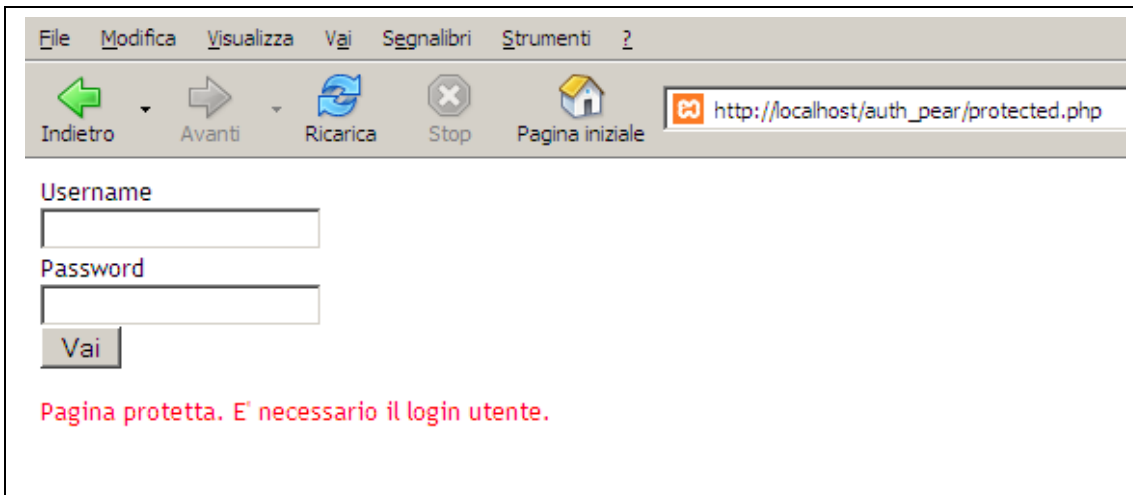 File Modifica Visualizza Vai Segnalibri Strumenti ?
Indietro Avanti Ricarica Stop Pagina iniziale http://localhost/auth_pear/protected.php
Username
Password
Vai
Pagina protetta. E' necessario il login utente.